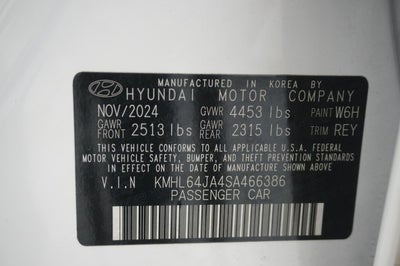 MANUFACTURED IN KOREA BY
HYUNDAI MOTOR COMPANY
NOV/2024 GVWR 4453 lbs PAINT W6H
GAWR FRONT 2513 lbs GAWR REAR 2315 lbs TRIM REY
THIS VEHICLE CONFORMS TO ALL APPLICABLE U.S.A. FEDERAL
MOTOR VEHICLE SAFETY, BUMPER, AND THEFT PREVENTION STANDARDS
IN EFFECT ON THE DATE OF MANUFACTURE SHOWN ABOVE.
V.I.N KMHL64JA4SA466386
PASSENGER CAR